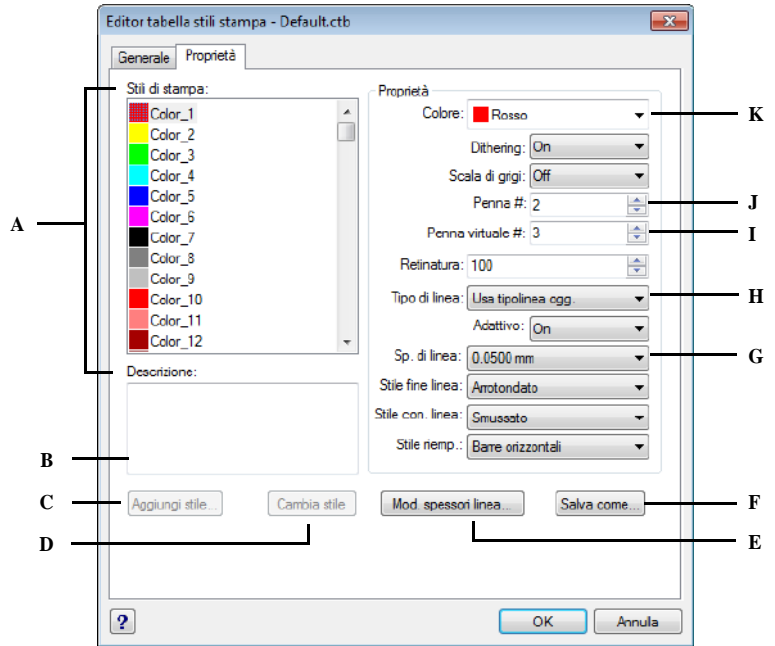 Editor tabella stili stampa - Default.ctb
Generale Proprietà
Stili di stampa:
Color_1
Color_2
Color_3
Color_4
Color_5
Color_6
Color_7
Color_8
Color_9
Color_10
Color_11
Color_12
Descrizione:
Aggiungi stile... Cambia stile
Proprietà
Colore: Rosso
Dithering: On
Scala di grigi: Off
Penna #: 2
Penna virtuale #: 3
Retinatura: 100
Tipo di linea: Usa tipolinea ogg.
Adattivo: On
Sp. di linea: 0.0500 mm
Stile fine linea: Arrotondato
Stile con. linea: Smussato
Stile riemp.: Barre orizzontali
Mod. spessori linea... Salva come...
? OK Annulla
A
B
C
D
E
F
G
H
I
J
K